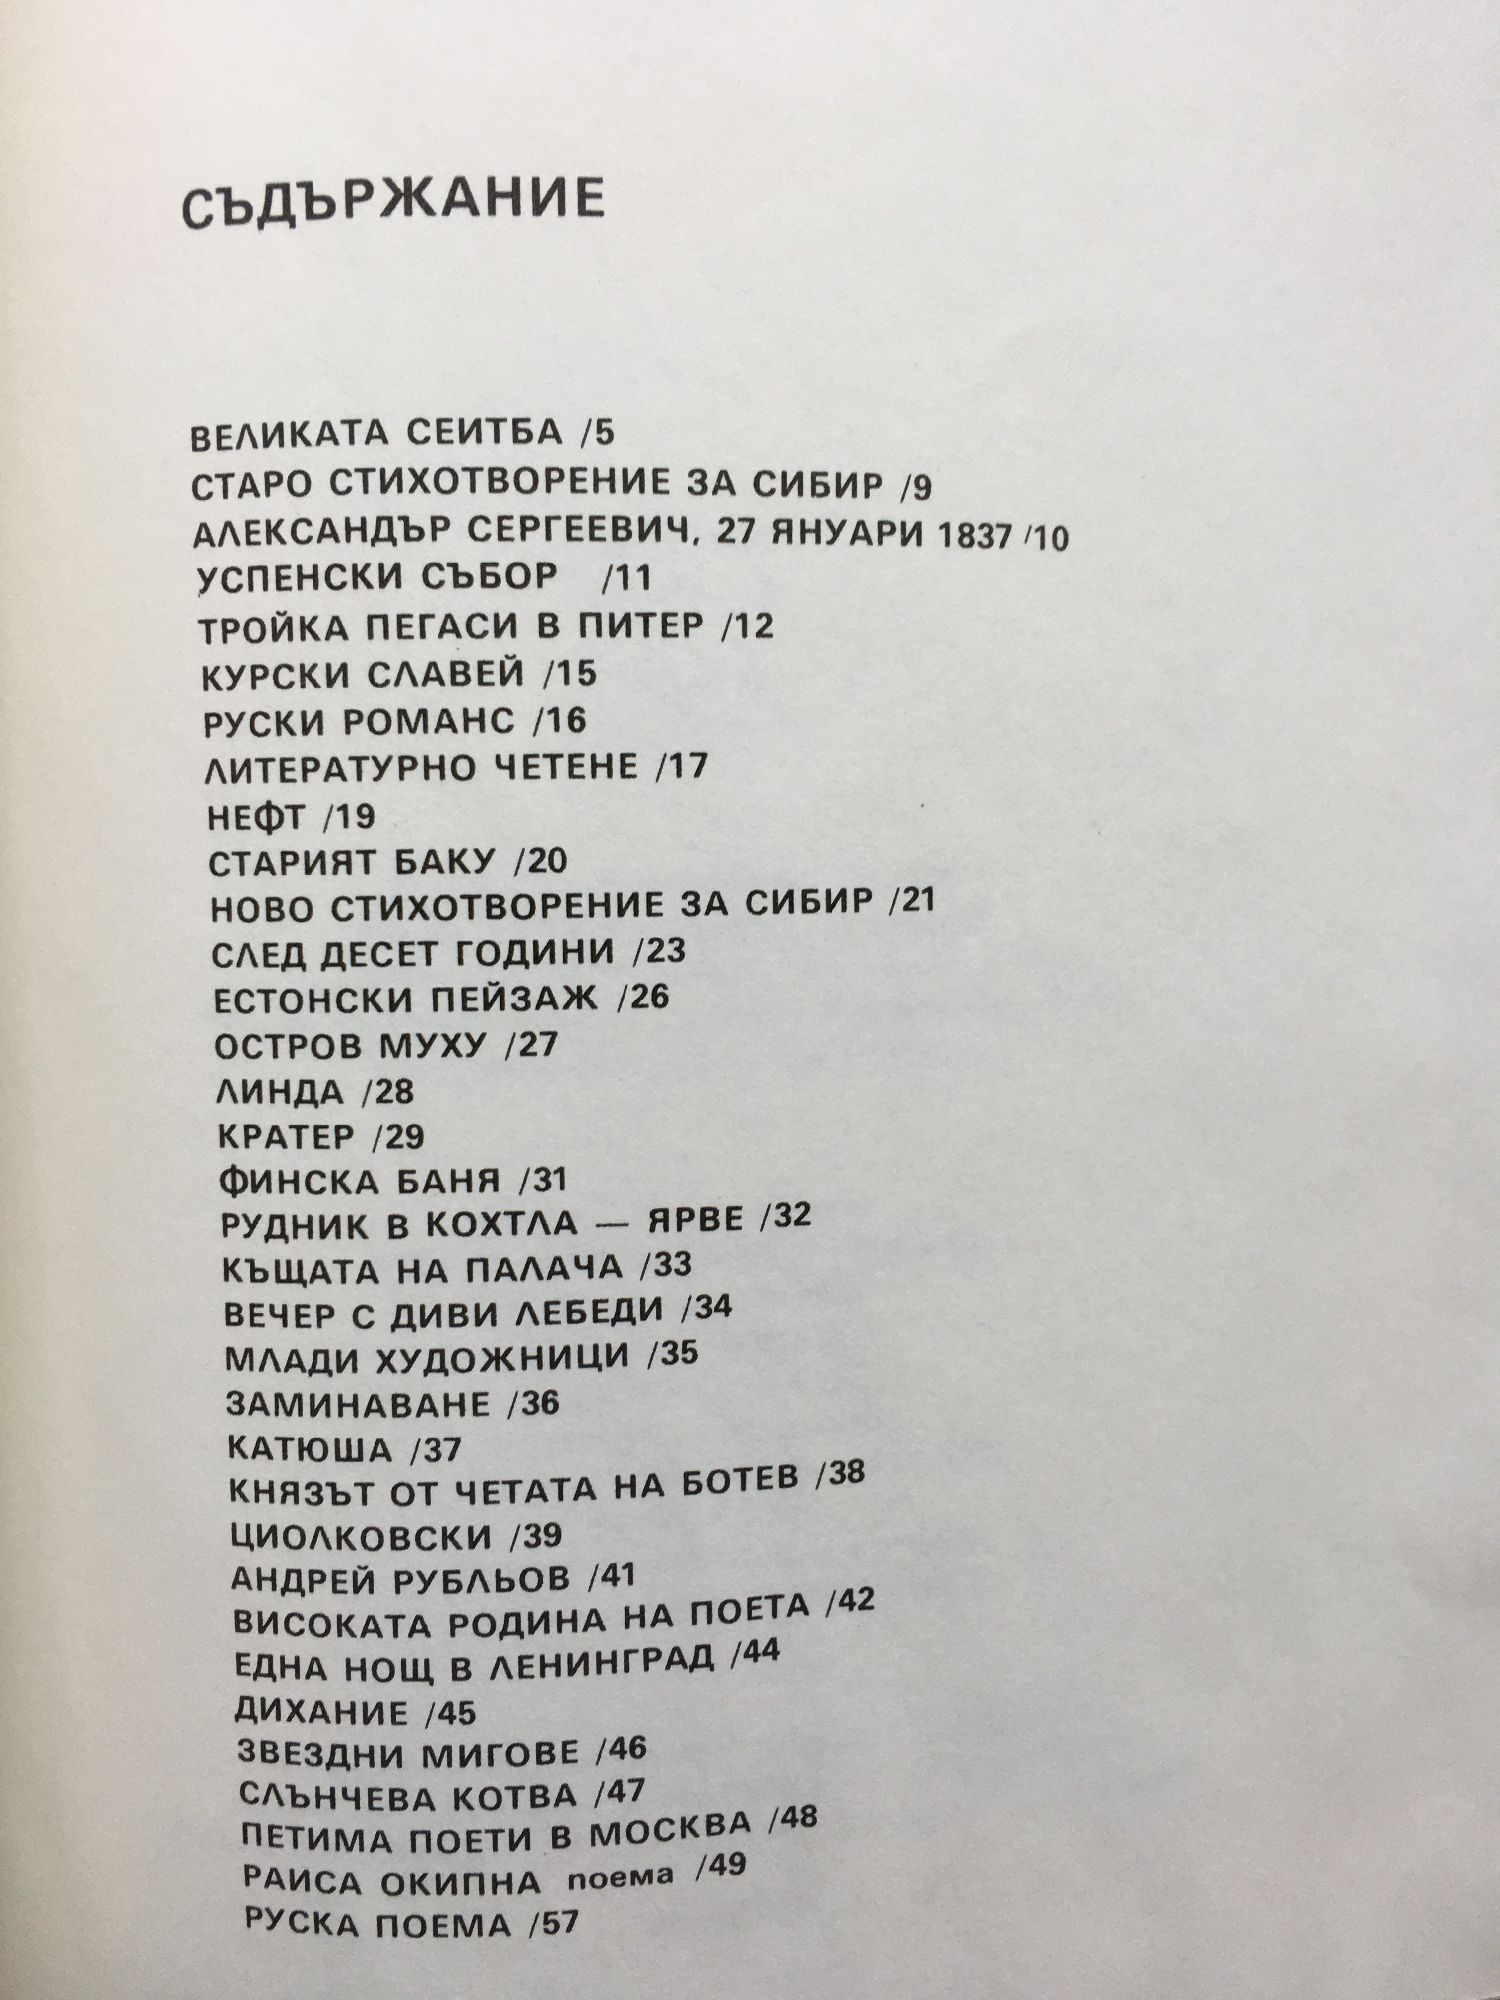 СЪДЪРЖАНИЕ
ВЕЛИКАТА СЕИТБА /5
СТАРО СТИХОТВОРЕНИЕ ЗА СИБИР /9
АЛЕКСАНДЪР СЕРГЕЕВИЧ, 27 ЯНУАРИ 1837 /10
УСПЕНСКИ СЪБОР /11
ТРОЙКА ПЕГАСИ В ПИТЕР /12
КУРСКИ СЛАВЕЙ /15
РУСКИ РОМАНС /16
ЛИТЕРАТУРНО ЧЕТЕНЕ /17
НЕФТ /19
СТАРИЯТ БАКУ /20
НОВО СТИХОТВОРЕНИЕ ЗА СИБИР /21
СЛЕД ДЕСЕТ ГОДИНИ /23
ЕСТОНСКИ ПЕЙЗАЖ /26
ОСТРОВ МУХУ /27
ЛИНДА /28
КРАТЕР /29
ФИНСКА БАНЯ /31
РУДНИК В КОХТЛА — ЯРВЕ /32
КЪЩАТА НА ПАЛАЧА /33
ВЕЧЕР С ДИВИ ЛЕБЕДИ /34
МЛАДИ ХУДОЖНИЦИ /35
ЗАМИНАВАНЕ /36
КАТЮША /37
КНЯЗЪТ ОТ ЧЕТАТА НА БОТЕВ /38
ЦИОЛКОВСКИ /39
АНДРЕЙ РУБЛЬОВ /41
ВИСОКАТА РОДИНА НА ПОЕТА /42
ЕДНА НОЩ В ЛЕНИНГРАД /44
ДИХАНИЕ /45
ЗВЕЗДНИ МИГОВЕ /46
СЛЪНЧЕВА КОТВА /47
ПЕТИМА ПОЕТИ В МОСКВА /48
РАИСА ОКИПНА поема /49
РУСКА ПОЕМА /57